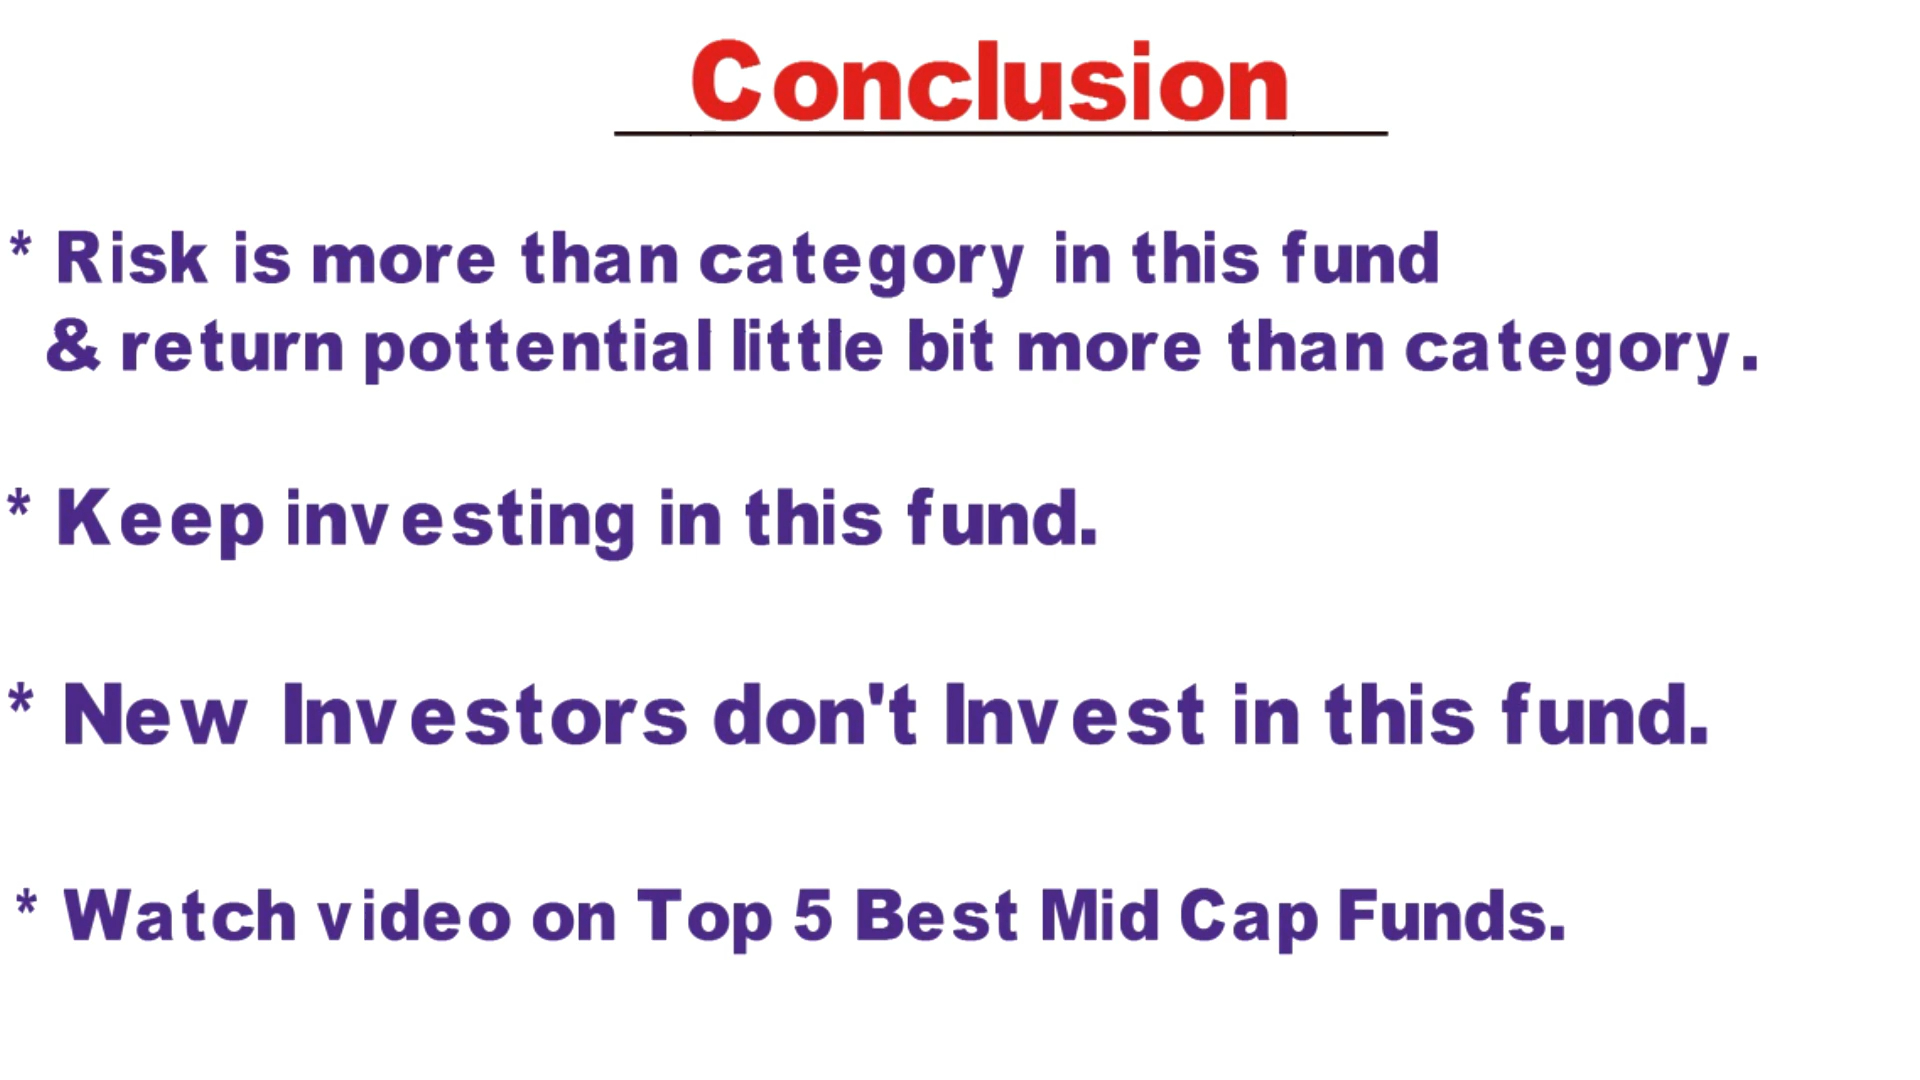 Conclusion
* Risk is more than category in this fund
& return pottential little bit more than category.
* Keep investing in this fund.
* New Investors don't Invest in this fund.
* Watch video on Top 5 Best Mid Cap Funds.